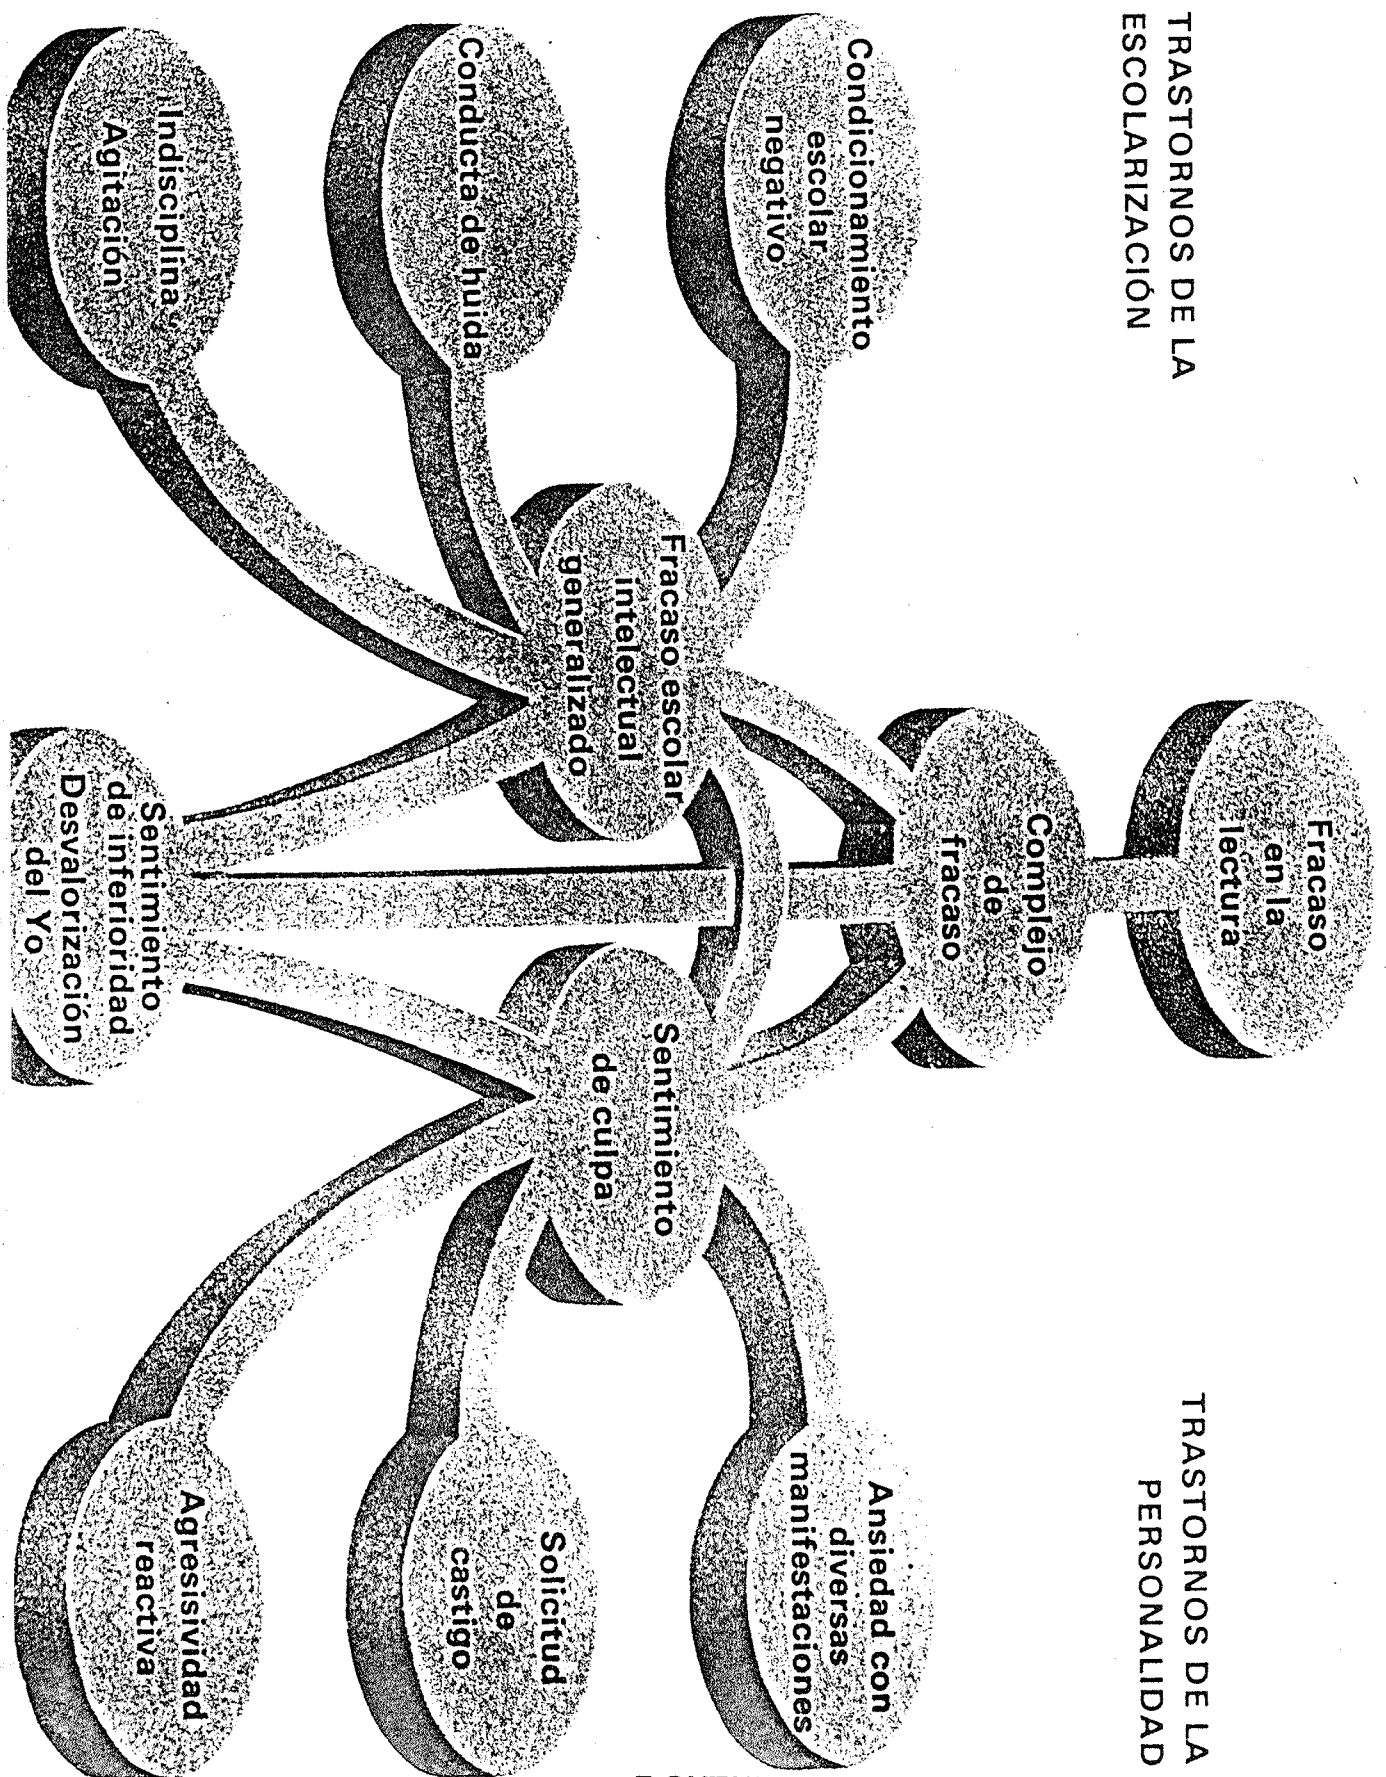 TRASTORNOS DE LA
ESCOLARIZACIÓN
TRASTORNOS DE LA
PERSONALIDAD
Fracaso
en la
lectura
Complejo
de
fracaso
Condicionamiento
escolar
negativo
Ansiedad con
diversas
manifestaciones
Fracaso escolar
intelectual
generalizado
Sentimiento
de culpa
Conducta de huida
Solicitud
de
castigo
Indisciplina
Agitación
Sentimiento
de inferioridad
Desvalorización
del Yo
Agresisividad
reactiva